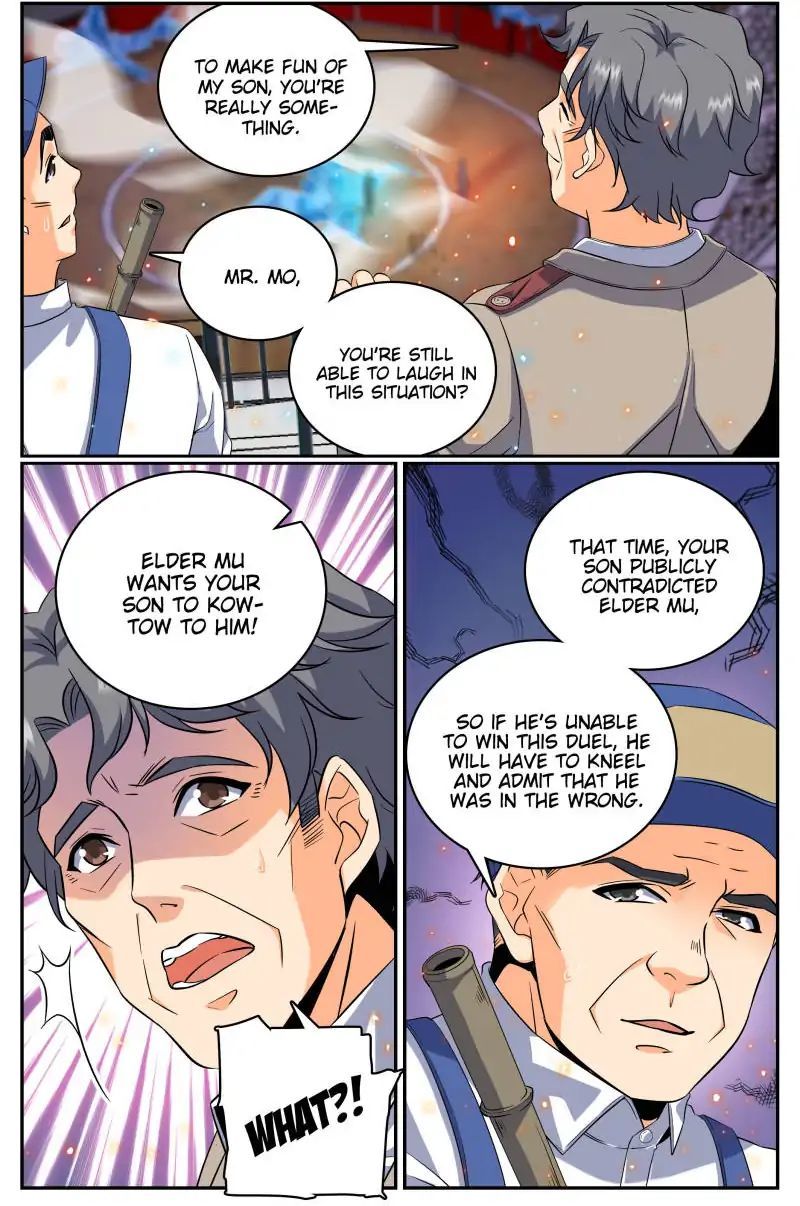 TO MAKE FUN OF
MY SON, YOU'RE
REALLY SOME-
THING.
MR. MO,
YOU'RE STILL
ABLE TO LAUGH IN
THIS SITUATION?
ELDER MU
WANTS YOUR
SON TO KOW-
TOW TO HIM!
WHAT?!
THAT TIME, YOUR
SON PUBLICLY
CONTRADICTED
ELDER MU,
SO IF HE'S UNABLE
TO WIN THIS DUEL, HE
WILL HAVE TO KNEEL
AND ADMIT THAT HE
WAS IN THE WRONG.